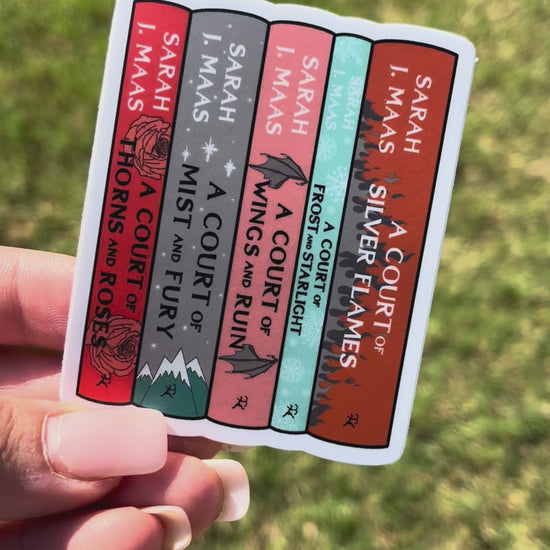 SARAH
J. MAAS
A COURT OF
THORNS AND ROSES
SARAH
J. MAAS
A COURT OF
MIST AND FURY
SARAH
J. MAAS
A COURT OF
WINGS AND RUIN
SARAH
J. MAAS
A COURT OF
FROST AND STARLIGHT
SARAH
J. MAAS
A COURT OF
SILVER FLAMES